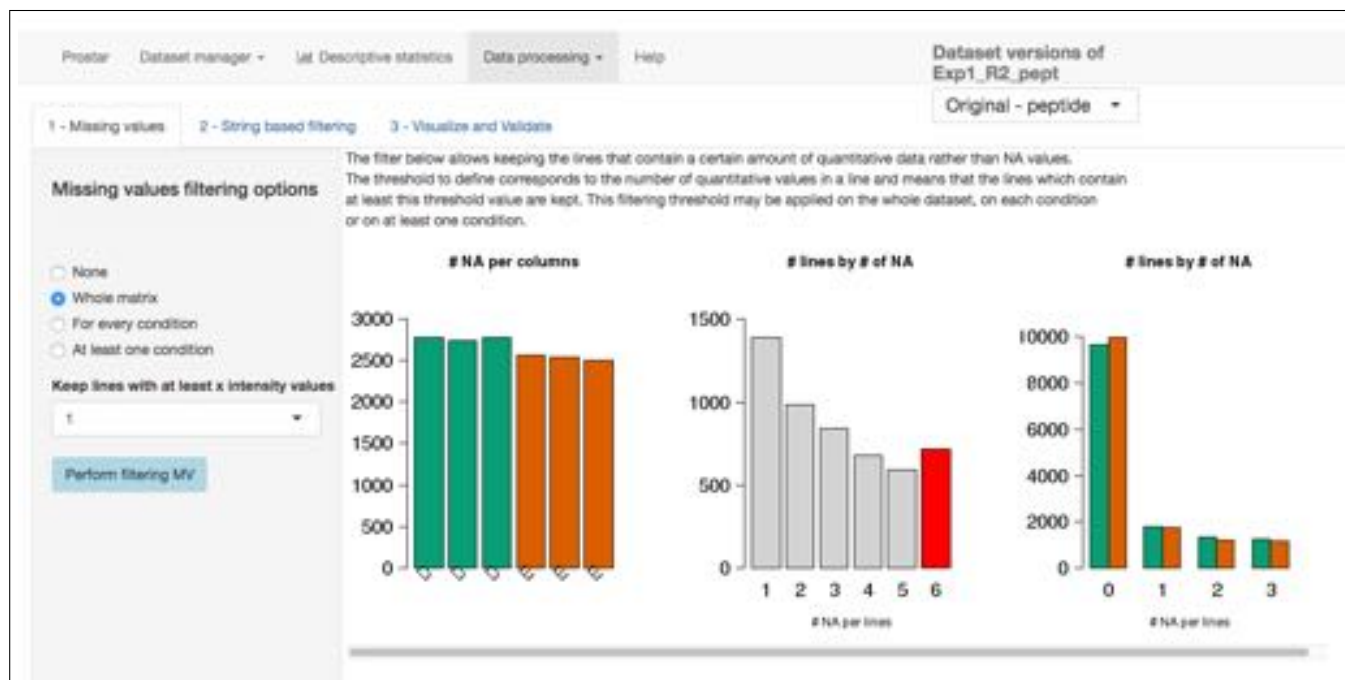 Prostar Dataset manager Descriptive statistics Data processing Help
Dataset versions of
Exp1_R2_pept
Original - peptide
1 - Missing values 2 - String based filtering 3 - Visualize and Validate
Missing values filtering options
None
Whole matrix
For every condition
At least one condition
Keep lines with at least x intensity values
1
Perform filtering MV
The filter below allows keeping the lines that contain a certain amount of quantitative data rather than NA values.
The threshold to define corresponds to the number of quantitative values in a line and means that the lines which contain
at least this threshold value are kept. This filtering threshold may be applied on the whole dataset, on each condition
or on at least one condition.
# NA per columns
3000
2500
2000
1500
1000
500
0
# lines by # of NA
1500
1000
500
0
1 2 3 4 5 6
# NA per lines
# lines by # of NA
10000
8000
6000
4000
2000
0
0 1 2 3
# NA per lines